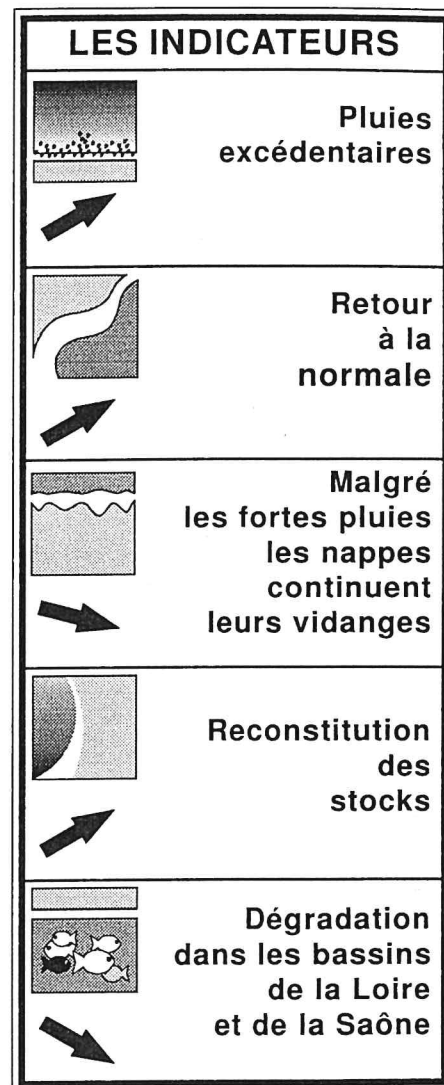 LES INDICATEURS
Pluies
excédentaires
Retour
à la
normale
Malgré
les fortes pluies
les nappes
continuent
leurs vidanges
Reconstitution
des
stocks
Dégradation
dans les bassins
de la Loire
et de la Saône